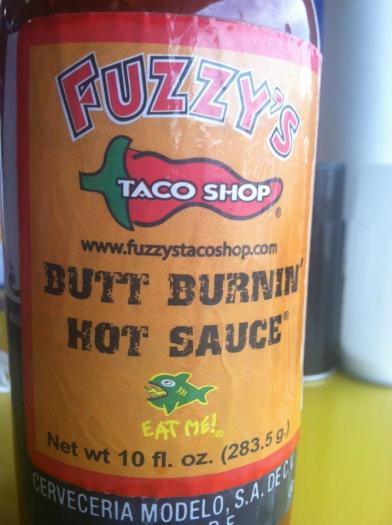 FUZZY'S
TACO SHOP®
www.fuzzystacoshop.com
BUTT BURNIN'
HOT SAUCE®
EAT ME!®
Net wt 10 fl. oz. (283.5 g.)
CERVECERIA MODELO, S.A. DE C.V.